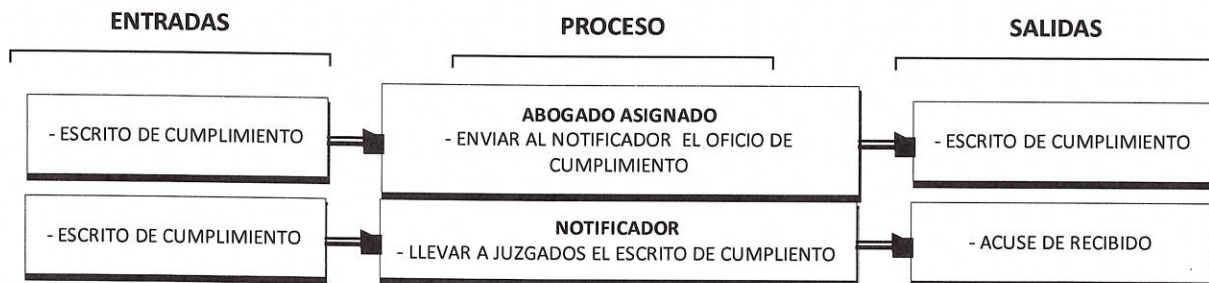 ENTRADAS
PROCESO
SALIDAS
- ESCRITO DE CUMPLIMIENTO
ABOGADO ASIGNADO
- ENVIAR AL NOTIFICADOR EL OFICIO DE
CUMPLIMIENTO
- ESCRITO DE CUMPLIMIENTO
- ESCRITO DE CUMPLIMIENTO
NOTIFICADOR
- LLEVAR A JUZGADOS EL ESCRITO DE CUMPLIENTO
- ACUSE DE RECIBIDO